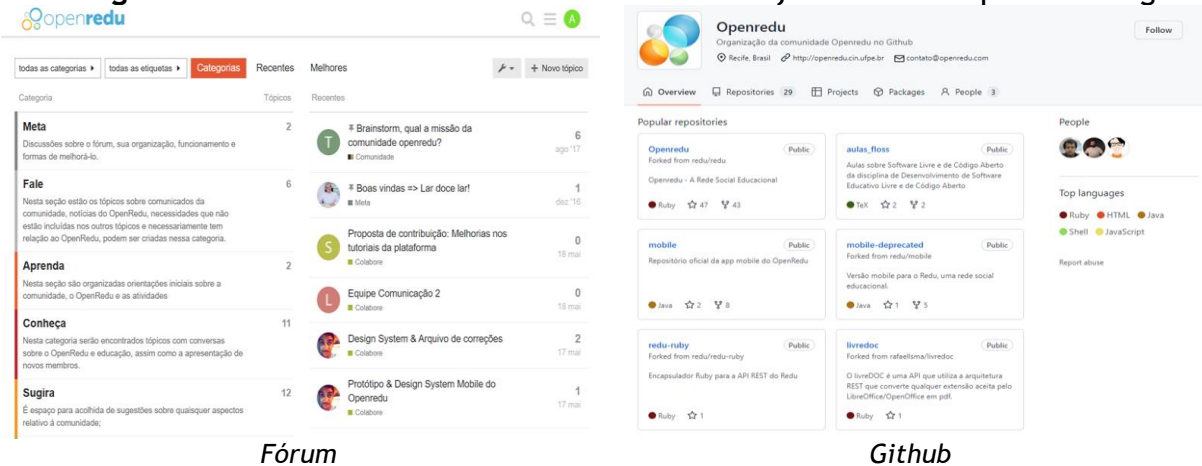 openredu
A
todas as categorias
todas as etiquetas
Categorias
Recentes
Melhores
+ Novo tópico
Categoria
Tópicos
Recentes
Meta
2
Discussões sobre o fórum, sua organização, funcionamento e
formas de melhorá-lo.
Fale
6
Nesta seção estão os tópicos sobre comunicados da
comunidade, notícias do OpenRedu, necessidades que não
estão incluídas nos outros tópicos e necessariamente tem
relação ao OpenRedu, podem ser criadas nessa categoria.
Aprenda
2
Nesta seção são organizadas orientações iniciais sobre a
comunidade, o OpenRedu e as atividades
Conheça
11
Nesta categoria serão encontrados tópicos com conversas
sobre o OpenRedu e educação, assim como a apresentação de
novos membros.
Sugira
12
É espaço para acolhida de sugestões sobre quaisquer aspectos
relativo á comunidade;
T
Brainstorm, qual a missão da
comunidade openredu?
Comunidade
6
ago '17
Boas vindas => Lar doce lar!
Meta
1
dez '16
S
Proposta de contribuição: Melhorias nos
tutoriais da plataforma
Colabore
0
18 mai
L
Equipe Comunicação 2
Colabore
0
18 mai
Design System & Arquivo de correções
Colabore
2
17 mai
Protótipo & Design System Mobile do
Openredu
Colabore
1
17 mai
Fórum
Openredu
Organização da comunidade Openredu no Github
Recife, Brasil http://openredu.cin.ufpe.br contato@openredu.com
Follow
Overview Repositories 29 Projects Packages People 3
Popular repositories
Openredu Public
Forked from redu/redu
Openredu - A Rede Social Educacional
Ruby 47 43
aulas_floss Public
Aulas sobre Software Livre e de Código Aberto
da disciplina de Desenvolvimento de Software
Educativo Livre e de Código Aberto
TeX 2 2
mobile Public
Repositório oficial da app mobile do OpenRedu
Java 2 8
mobile-deprecated Public
Forked from redu/mobile
Versão mobile para o Redu, uma rede social
educacional.
Java 1 5
redu-ruby Public
Forked from redu/redu-ruby
Encapsulador Ruby para a API REST do Redu
Ruby 1
livredoc Public
Forked from rafaellsma/livredoc
O livreDOC é uma API que utiliza a arquitetura
REST que converte qualquer extensão aceita pelo
LibreOffice/OpenOffice em pdf.
Ruby 1
People
Top languages
Ruby HTML Java
Shell JavaScript
Report abuse
Github